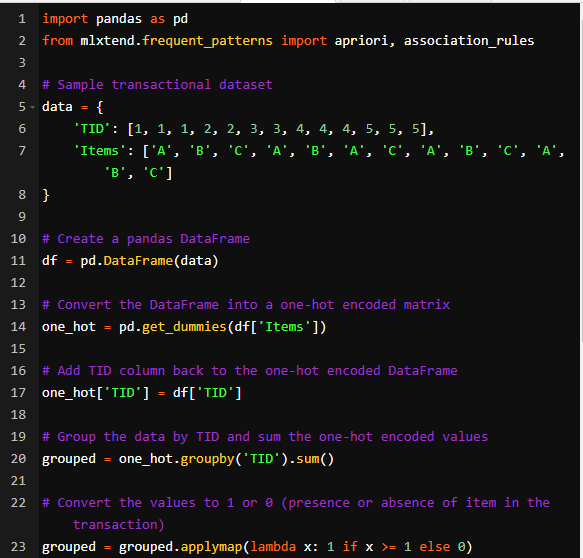 1 import pandas as pd
2 from mlxtend.frequent_patterns import apriori, association_rules
3
4 # Sample transactional dataset
5 data = {
6     'TID': [1, 1, 1, 2, 2, 3, 3, 4, 4, 4, 5, 5, 5],
7     'Items': ['A', 'B', 'C', 'A', 'B', 'A', 'C', 'A', 'B', 'C', 'A',
        'B', 'C']
8 }
9
10 # Create a pandas DataFrame
11 df = pd.DataFrame(data)
12
13 # Convert the DataFrame into a one-hot encoded matrix
14 one_hot = pd.get_dummies(df['Items'])
15
16 # Add TID column back to the one-hot encoded DataFrame
17 one_hot['TID'] = df['TID']
18
19 # Group the data by TID and sum the one-hot encoded values
20 grouped = one_hot.groupby('TID').sum()
21
22 # Convert the values to 1 or 0 (presence or absence of item in the
    transaction)
23 grouped = grouped.applymap(lambda x: 1 if x >= 1 else 0)